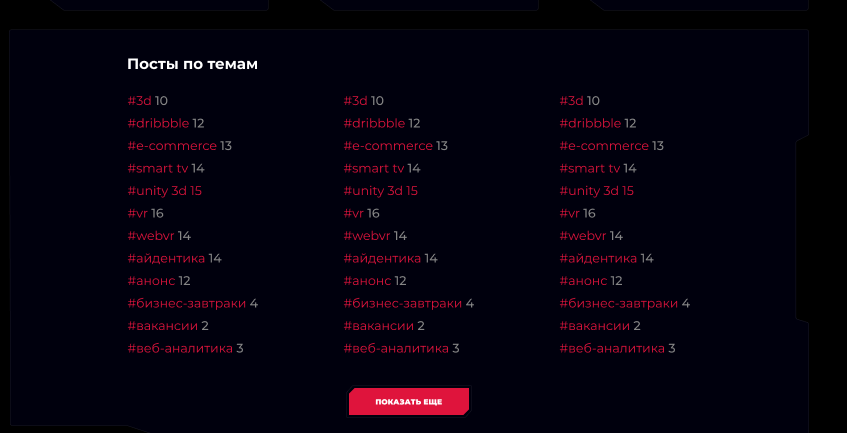 Посты по темам
#3d 10
#dribbble 12
#e-commerce 13
#smart tv 14
#unity 3d 15
#vr 16
#webvr 14
#айдентика 14
#анонс 12
#бизнес-завтраки 4
#вакансии 2
#веб-аналитика 3
#3d 10
#dribbble 12
#e-commerce 13
#smart tv 14
#unity 3d 15
#vr 16
#webvr 14
#айдентика 14
#анонс 12
#бизнес-завтраки 4
#вакансии 2
#веб-аналитика 3
#3d 10
#dribbble 12
#e-commerce 13
#smart tv 14
#unity 3d 15
#vr 16
#webvr 14
#айдентика 14
#анонс 12
#бизнес-завтраки 4
#вакансии 2
#веб-аналитика 3
ПОКАЗАТЬ ЕЩЕ